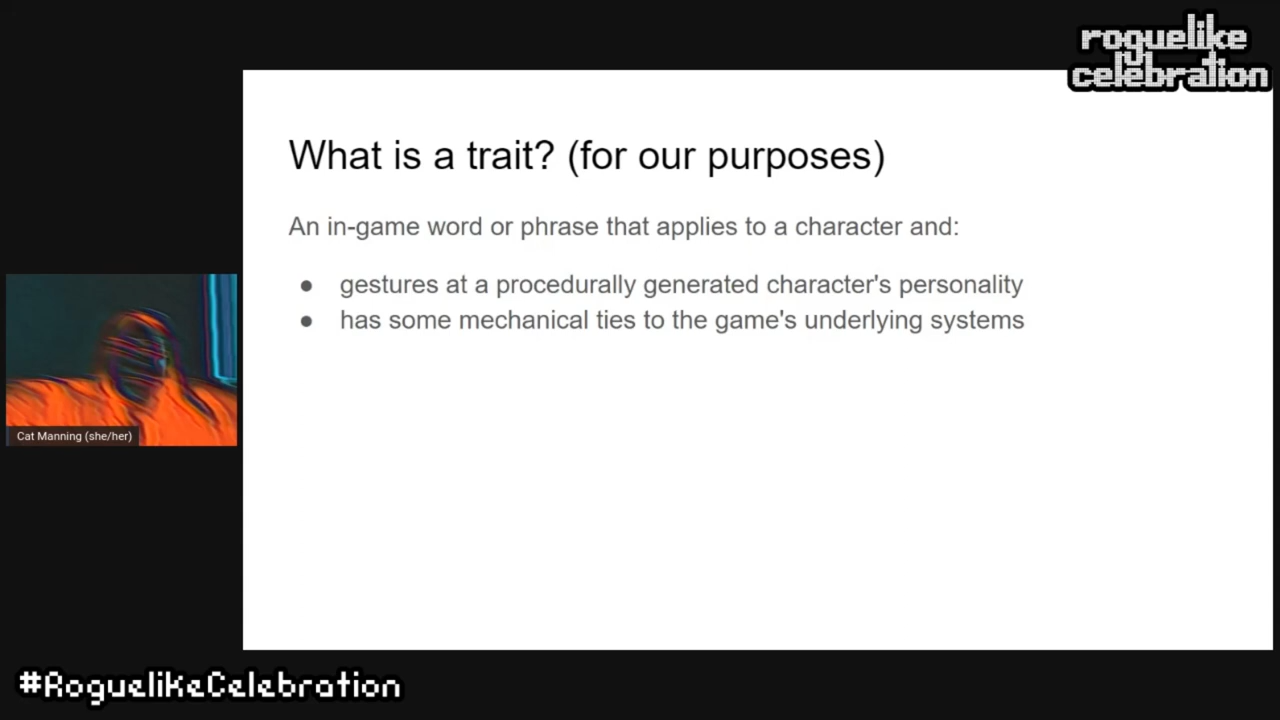 roguelike
celebration
What is a trait? (for our purposes)
An in-game word or phrase that applies to a character and:
● gestures at a procedurally generated character's personality
● has some mechanical ties to the game's underlying systems
Cat Manning (she/her)
#RoguelikeCelebration